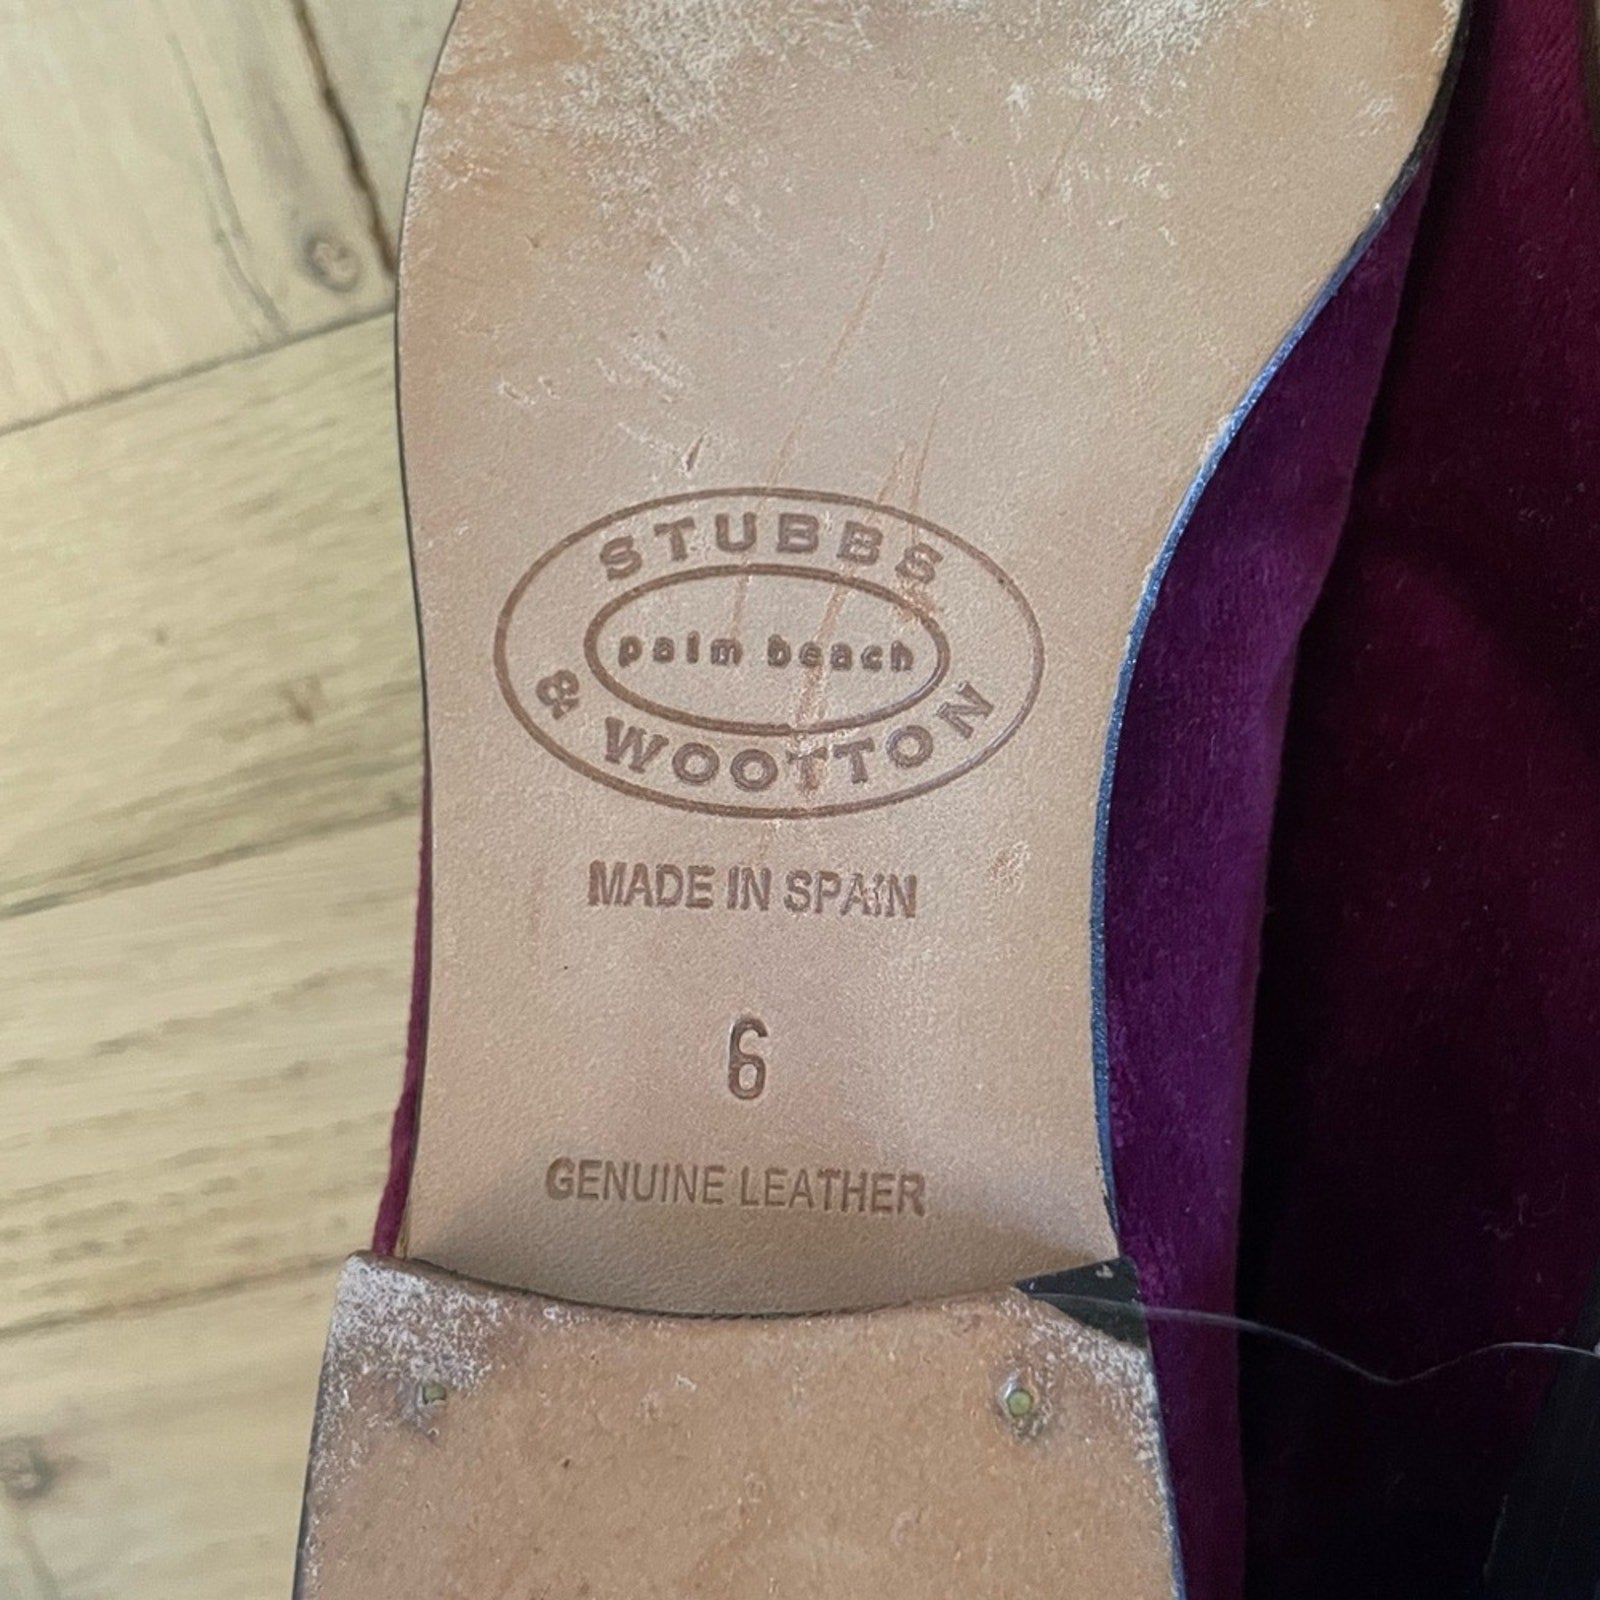 STUBBS
palm beach
& WOOTTON
MADE IN SPAIN
6
GENUINE LEATHER